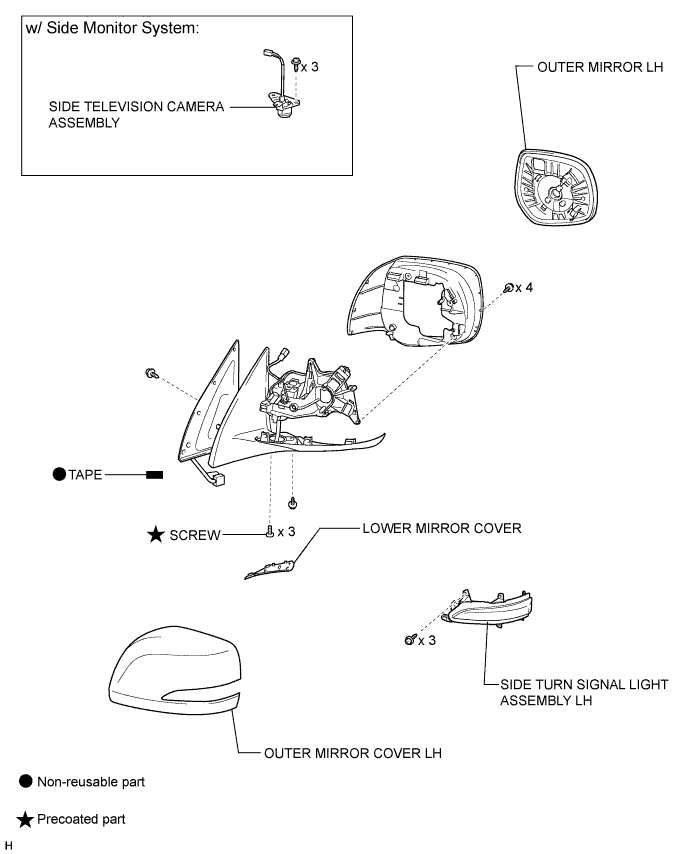 w/ Side Monitor System:
x 3
SIDE TELEVISION CAMERA
ASSEMBLY
OUTER MIRROR LH
x 4
TAPE
SCREW
x 3
LOWER MIRROR COVER
x 3
SIDE TURN SIGNAL LIGHT
ASSEMBLY LH
OUTER MIRROR COVER LH
Non-reusable part
Precoated part
H